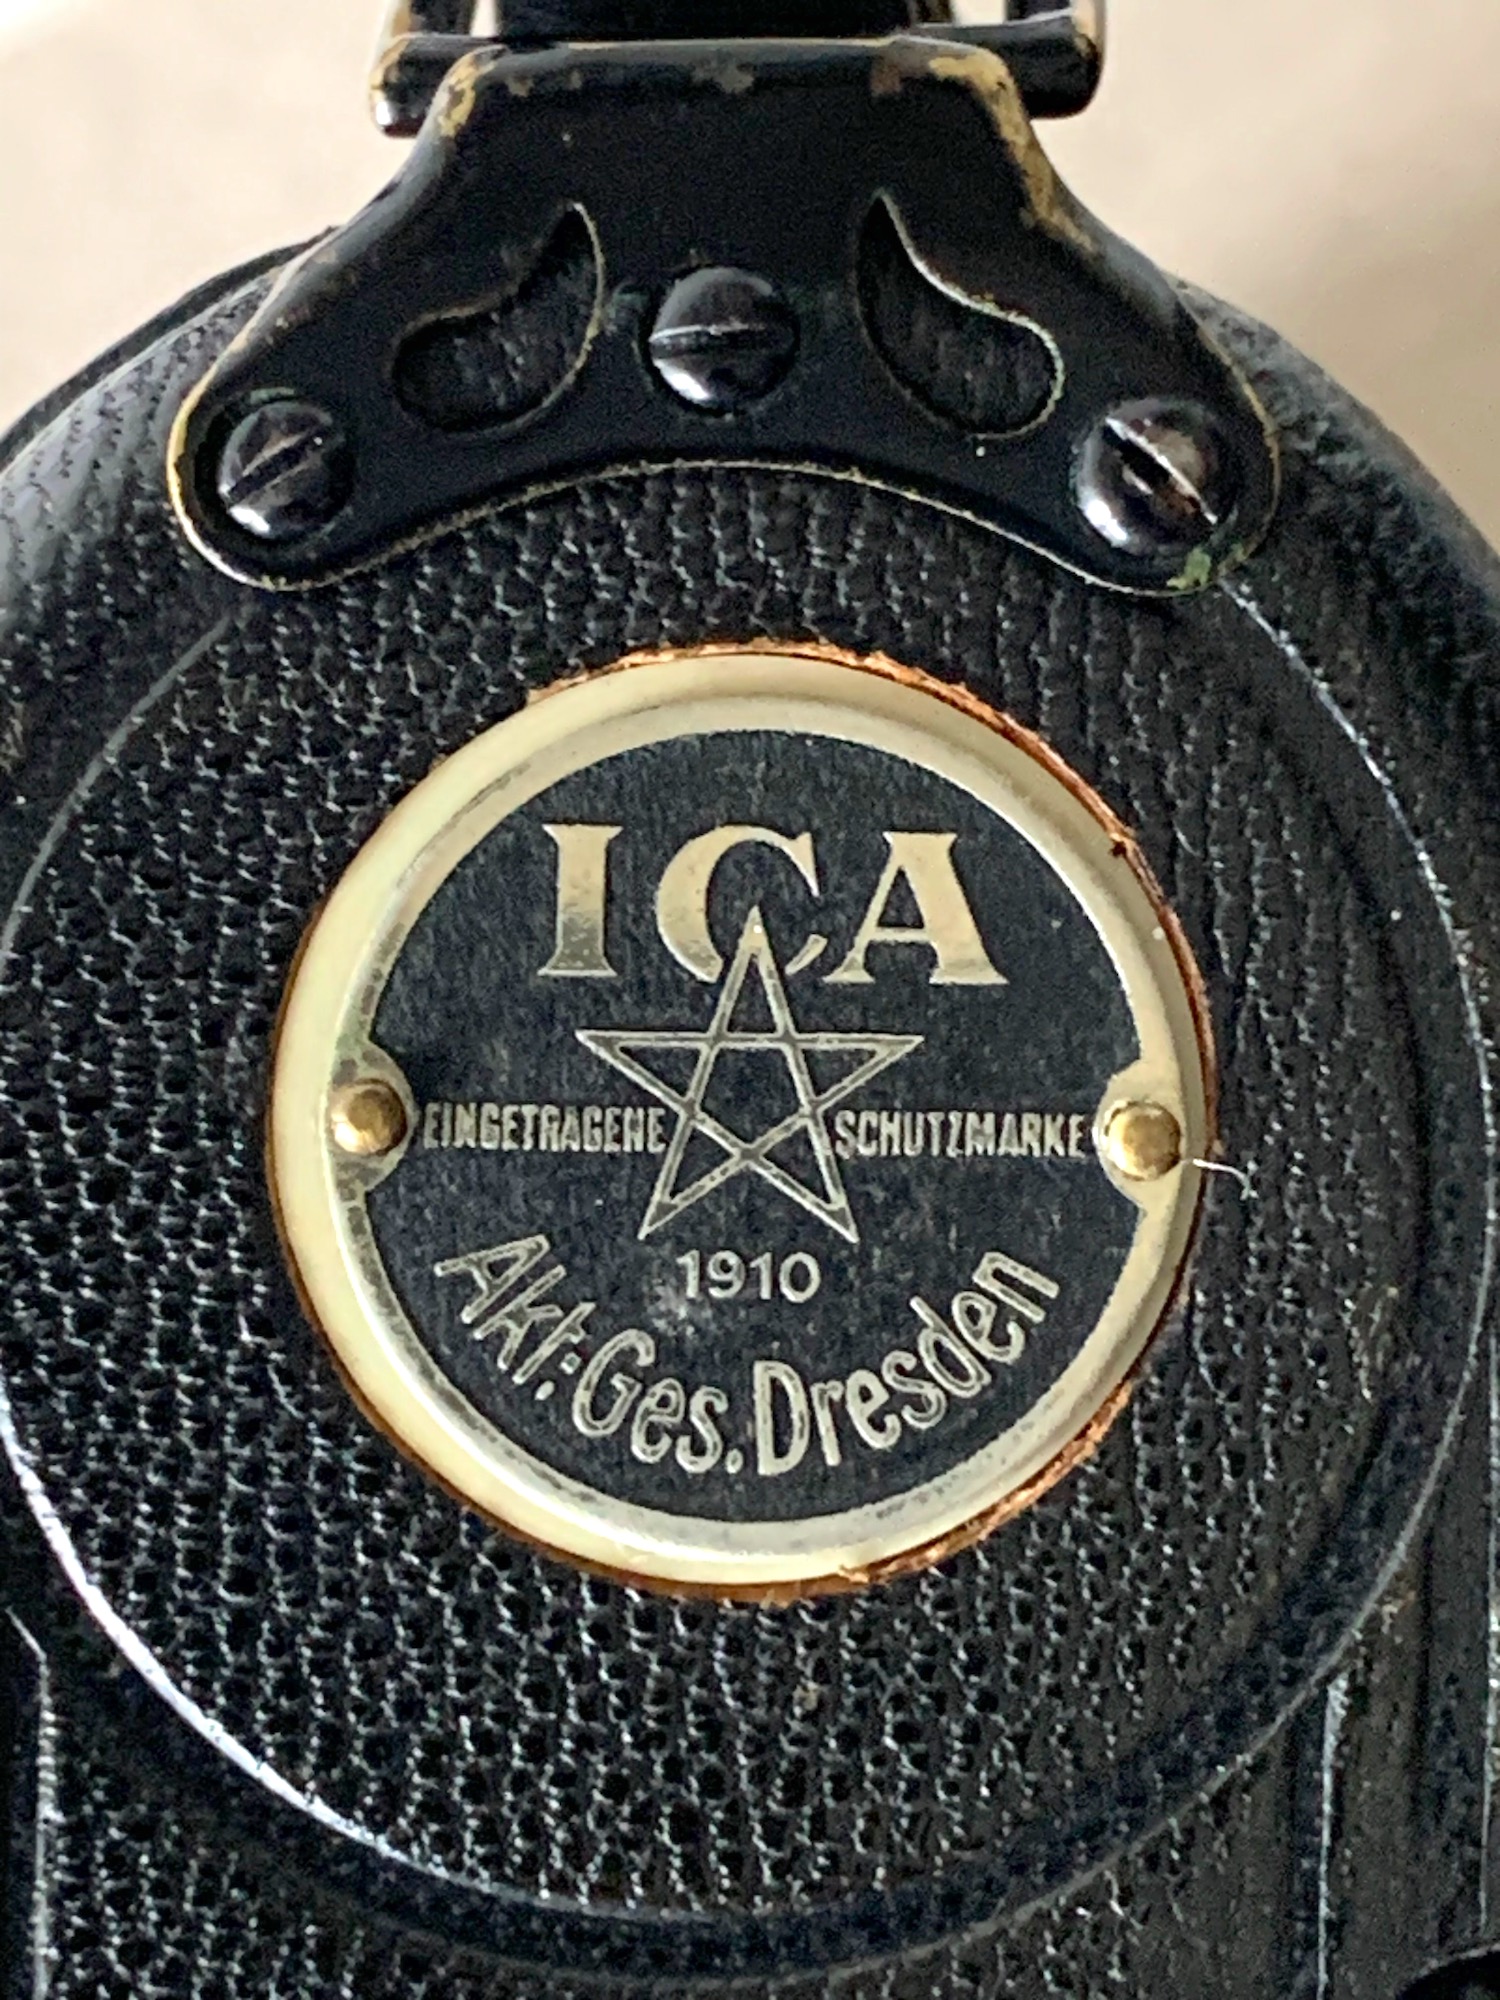 ICA
EINGETRAGENE SCHUTZMARKE
1910
Akt:Ges.Dresden